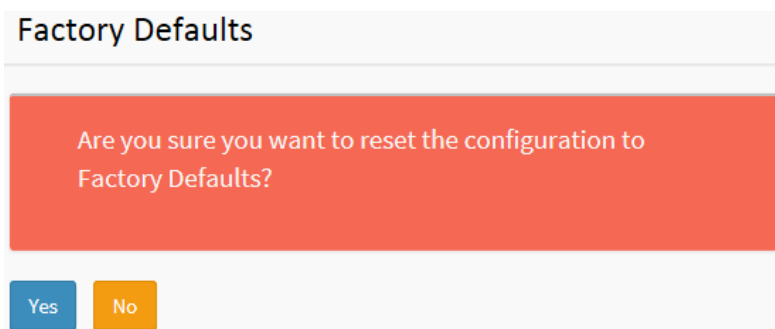 Factory Defaults
Are you sure you want to reset the configuration to
Factory Defaults?
Yes No